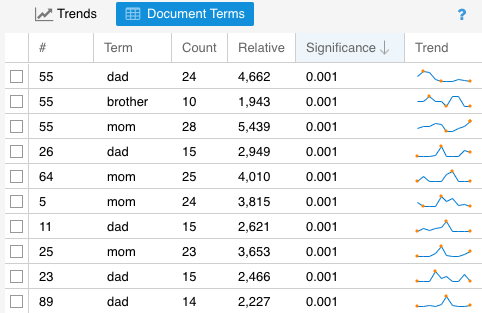 Trends Document Terms ?
# Term Count Relative Significance Trend
55 dad 24 4,662 0.001
55 brother 10 1,943 0.001
55 mom 28 5,439 0.001
26 dad 15 2,949 0.001
64 mom 25 4,010 0.001
5 mom 24 3,815 0.001
11 dad 15 2,621 0.001
25 mom 23 3,653 0.001
23 dad 15 2,466 0.001
89 dad 14 2,227 0.001